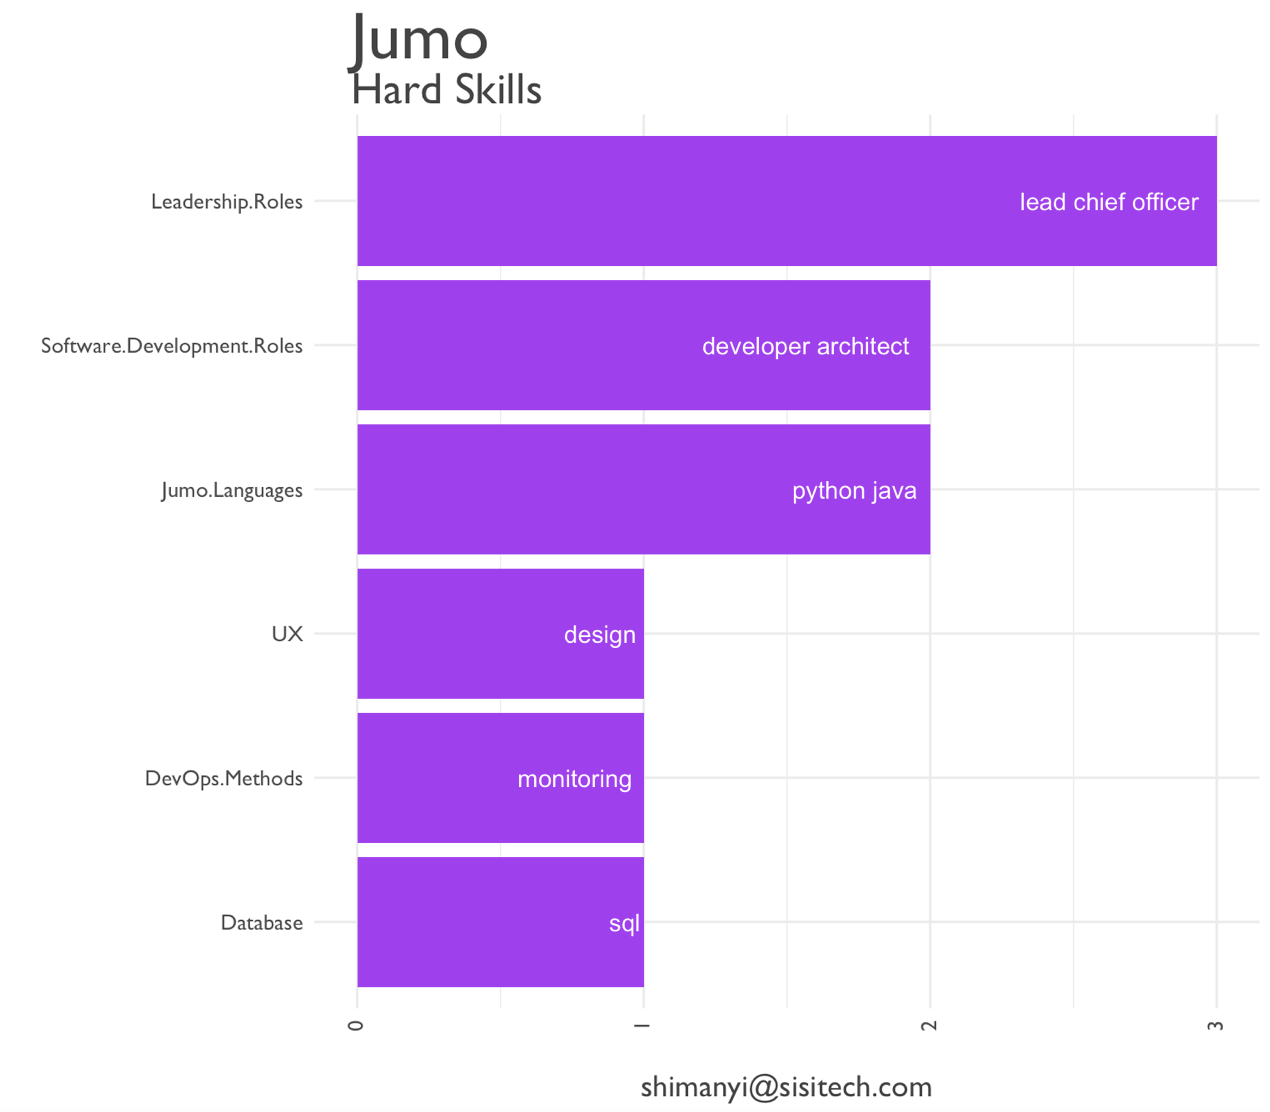 Jumo
Hard Skills
Leadership.Roles
lead chief officer
Software.Development.Roles
developer architect
Jumo.Languages
python java
UX
design
DevOps.Methods
monitoring
Database
sql
0
1
2
3
shimanyi@sisitech.com